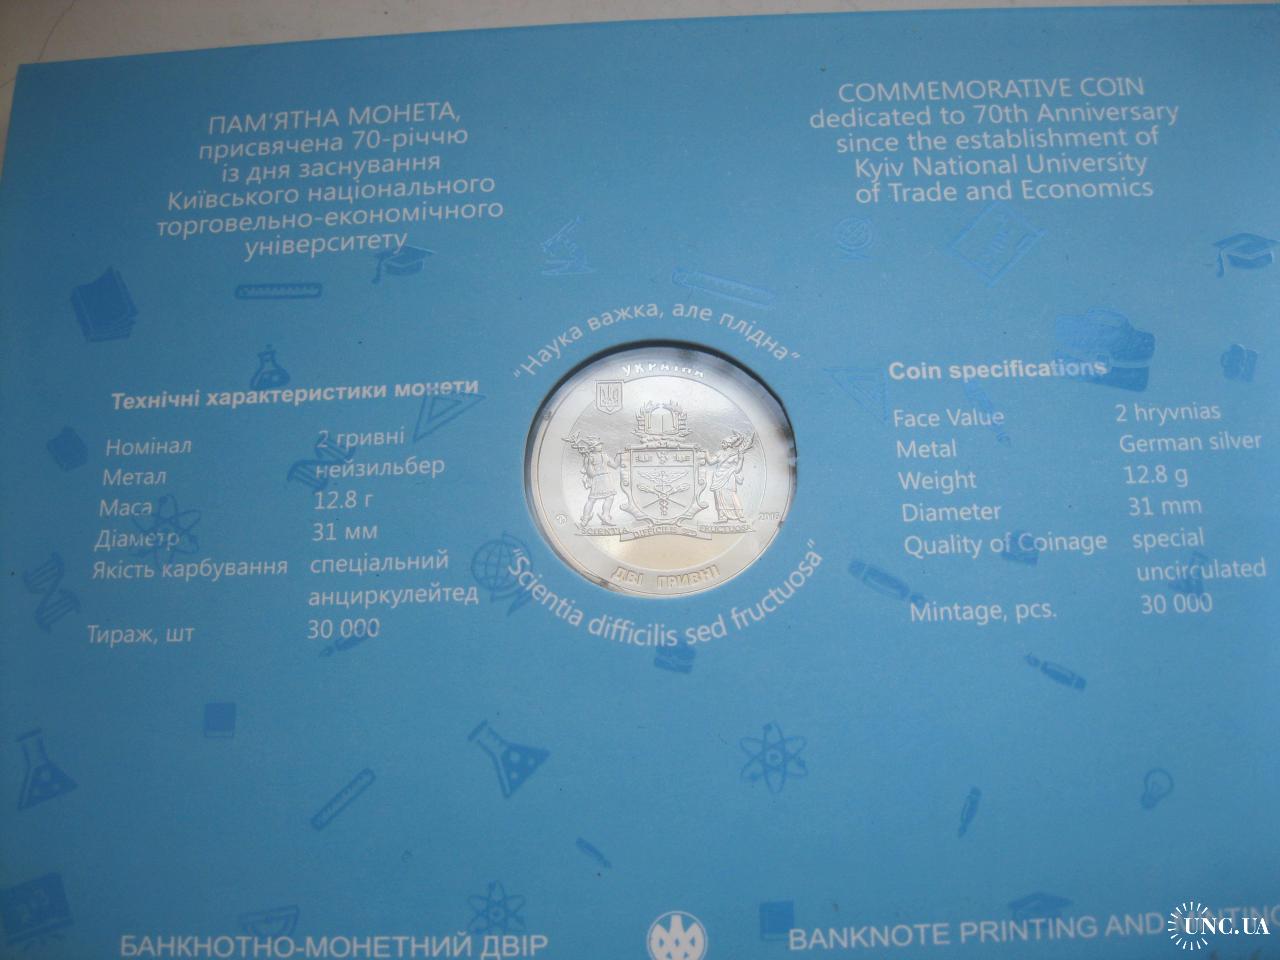 ПАМ'ЯТНА МОНЕТА,
присвячена 70-річчю
із дня заснування
Київського національного
торговельно-економічного
університету
COMMEMORATIVE COIN
dedicated to 70th Anniversary
since the establishment of
Kyiv National University
of Trade and Economics
"Наука важка, але плідна"
УКРАЇНА
SCIENTIA DIFFICILIS SED FRUCTUOSA
2016
ДВІ ГРИВНІ
"Scientia difficilis sed fructuosa"
Технічні характеристики монети
Номінал 2 гривні
Метал нейзильбер
Маса 12.8 г
Діаметр 31 мм
Якість карбування спеціальний
анциркулейтед
Тираж, шт 30 000
Coin specifications
Face Value 2 hryvnias
Metal German silver
Weight 12.8 g
Diameter 31 mm
Quality of Coinage special
uncirculated
Mintage, pcs. 30 000
БАНКНОТНО-МОНЕТНИЙ ДВІР
BANKNOTE PRINTING AND
UNC.UA